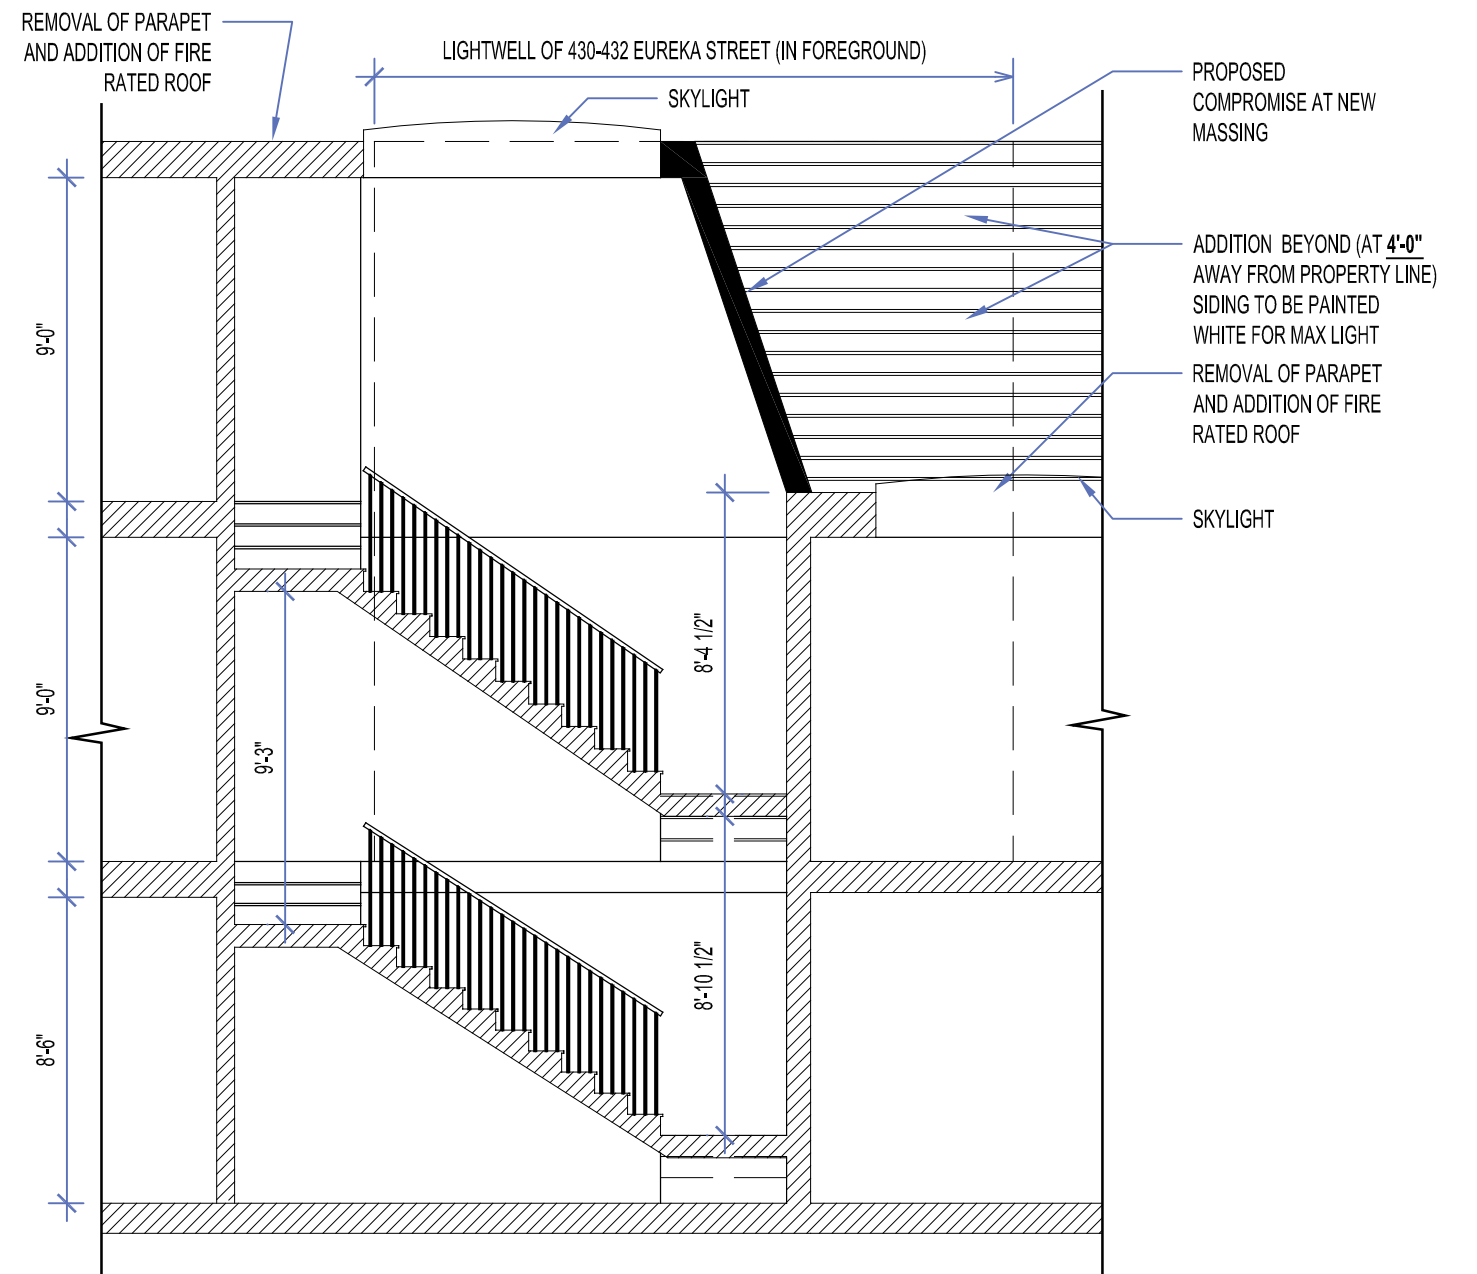 REMOVAL OF PARAPET
AND ADDITION OF FIRE
RATED ROOF
LIGHTWELL OF 430-432 EUREKA STREET (IN FOREGROUND)
SKYLIGHT
PROPOSED
COMPROMISE AT NEW
MASSING
ADDITION BEYOND (AT 4'-0"
AWAY FROM PROPERTY LINE)
SIDING TO BE PAINTED
WHITE FOR MAX LIGHT
REMOVAL OF PARAPET
AND ADDITION OF FIRE
RATED ROOF
SKYLIGHT
9'-0"
9'-0"
8'-6"
9'-3"
8'-4 1/2"
8'-10 1/2"